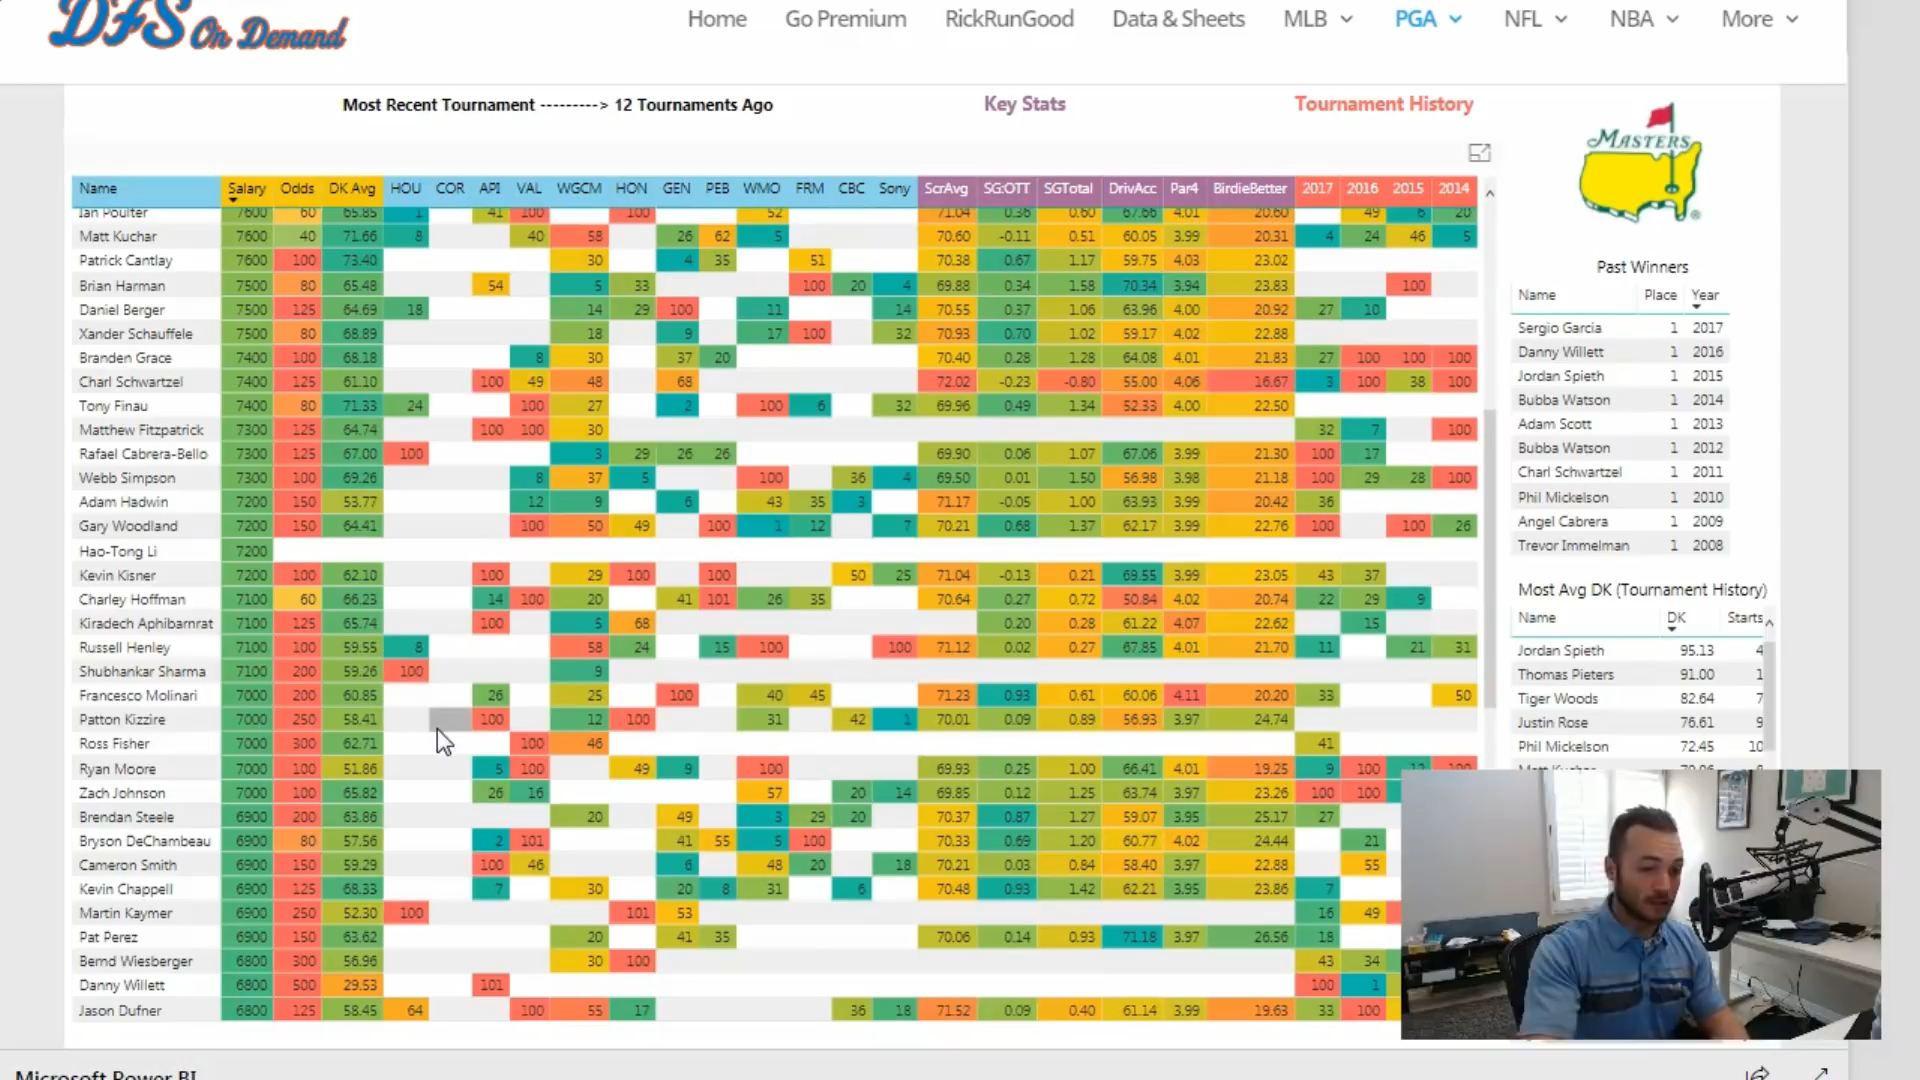 DFS On Demand
Home Go Premium RickRunGood Data & Sheets MLB PGA NFL NBA More
Most Recent Tournament ---------> 12 Tournaments Ago Key Stats Tournament History
Name Salary Odds DK Avg HOU COR API VAL WGCM HON GEN PEB WMO FRM CBC Sony ScrAvg SG:OTT SGTotal DrivAcc Par4 BirdieBetter 2017 2016 2015 2014
Ian Poulter 7600 60 65.85 1 41 100 100 52 71.04 0.36 0.60 67.66 4.01 20.60 49 6 20
Matt Kuchar 7600 40 71.66 8 40 58 26 62 5 70.60 -0.11 0.51 60.05 3.99 20.31 4 24 46 5
Patrick Cantlay 7600 100 73.40 30 4 35 51 70.38 0.67 1.17 59.75 4.03 23.02
Brian Harman 7500 80 65.48 54 5 33 100 20 4 69.88 0.34 1.58 70.34 3.94 23.83 100
Daniel Berger 7500 125 64.69 18 14 29 100 11 14 70.55 0.37 1.06 63.96 4.00 20.92 27 10
Xander Schauffele 7500 80 68.89 18 9 17 100 32 70.93 0.70 1.02 59.17 4.02 22.88
Branden Grace 7400 100 68.18 8 30 37 20 70.40 0.28 1.28 64.08 4.01 21.83 27 100 100 100
Charl Schwartzel 7400 125 61.10 100 49 48 68 72.02 -0.23 -0.80 55.00 4.06 16.67 3 100 38 100
Tony Finau 7400 80 71.33 24 100 27 2 100 6 32 69.96 0.49 1.34 52.33 4.00 22.50
Matthew Fitzpatrick 7300 125 64.74 100 100 30 32 7 100
Rafael Cabrera-Bello 7300 125 67.00 100 3 29 26 26 69.90 0.06 1.07 67.06 3.99 21.30 100 17
Webb Simpson 7300 100 69.26 8 37 5 100 36 4 69.50 0.01 1.50 56.98 3.98 21.18 100 29 28 100
Adam Hadwin 7200 150 53.77 12 9 6 43 35 3 71.17 -0.05 1.00 63.93 3.99 20.42 36
Gary Woodland 7200 150 64.41 100 50 49 100 1 12 7 70.21 0.68 1.37 62.17 3.99 22.76 100 100 26
Hao-Tong Li 7200
Kevin Kisner 7200 100 62.10 100 29 100 100 50 25 71.04 -0.13 0.21 69.55 3.99 23.05 43 37
Charley Hoffman 7100 60 66.23 14 100 20 41 101 26 35 70.64 0.27 0.72 50.84 4.02 20.74 22 29 9
Kiradech Aphibarnrat 7100 125 65.74 100 5 68 0.20 0.28 61.22 4.07 22.62 15
Russell Henley 7100 100 59.55 8 58 24 15 100 100 71.12 0.02 0.27 67.85 4.01 21.70 11 21 31
Shubhankar Sharma 7100 200 59.26 100 9
Francesco Molinari 7000 200 60.85 26 25 100 40 45 71.23 0.93 0.61 60.06 4.11 20.20 33 50
Patton Kizzire 7000 250 58.41 100 12 100 31 42 1 70.01 0.09 0.89 56.93 3.97 24.74
Ross Fisher 7000 300 62.71 100 46 41
Ryan Moore 7000 100 51.86 5 100 49 9 100 69.93 0.25 1.00 66.41 4.01 19.25 9 100 12 100
Zach Johnson 7000 100 65.82 26 16 57 20 14 69.85 0.12 1.25 63.74 3.97 23.26 100 100
Brendan Steele 6900 200 63.86 20 49 3 29 20 70.37 0.87 1.27 59.07 3.95 25.17 27
Bryson DeChambeau 6900 80 57.56 2 101 41 55 5 100 70.33 0.69 1.20 60.77 4.02 24.44 21
Cameron Smith 6900 150 59.29 100 46 6 48 20 18 70.21 0.03 0.84 58.40 3.97 22.88 55
Kevin Chappell 6900 125 68.33 7 30 20 8 31 6 70.48 0.93 1.42 62.21 3.95 23.86 7
Martin Kaymer 6900 250 52.30 100 101 53 16 49
Pat Perez 6900 150 63.62 20 41 35 70.06 0.14 0.93 71.18 3.97 26.56 18
Bernd Wiesberger 6800 300 56.96 30 100 43 34
Danny Willett 6800 500 29.53 101 100 1
Jason Dufner 6800 125 58.45 64 100 55 17 36 18 71.52 0.09 0.40 61.14 3.99 19.63 33 100
MASTERS
Past Winners
Name Place Year
Sergio Garcia 1 2017
Danny Willett 1 2016
Jordan Spieth 1 2015
Bubba Watson 1 2014
Adam Scott 1 2013
Bubba Watson 1 2012
Charl Schwartzel 1 2011
Phil Mickelson 1 2010
Angel Cabrera 1 2009
Trevor Immelman 1 2008
Most Avg DK (Tournament History)
Name DK Starts
Jordan Spieth 95.13 4
Thomas Pieters 91.00 1
Tiger Woods 82.64 7
Justin Rose 76.61 9
Phil Mickelson 72.45 10
Matt Kuchar
Microsoft Power BI